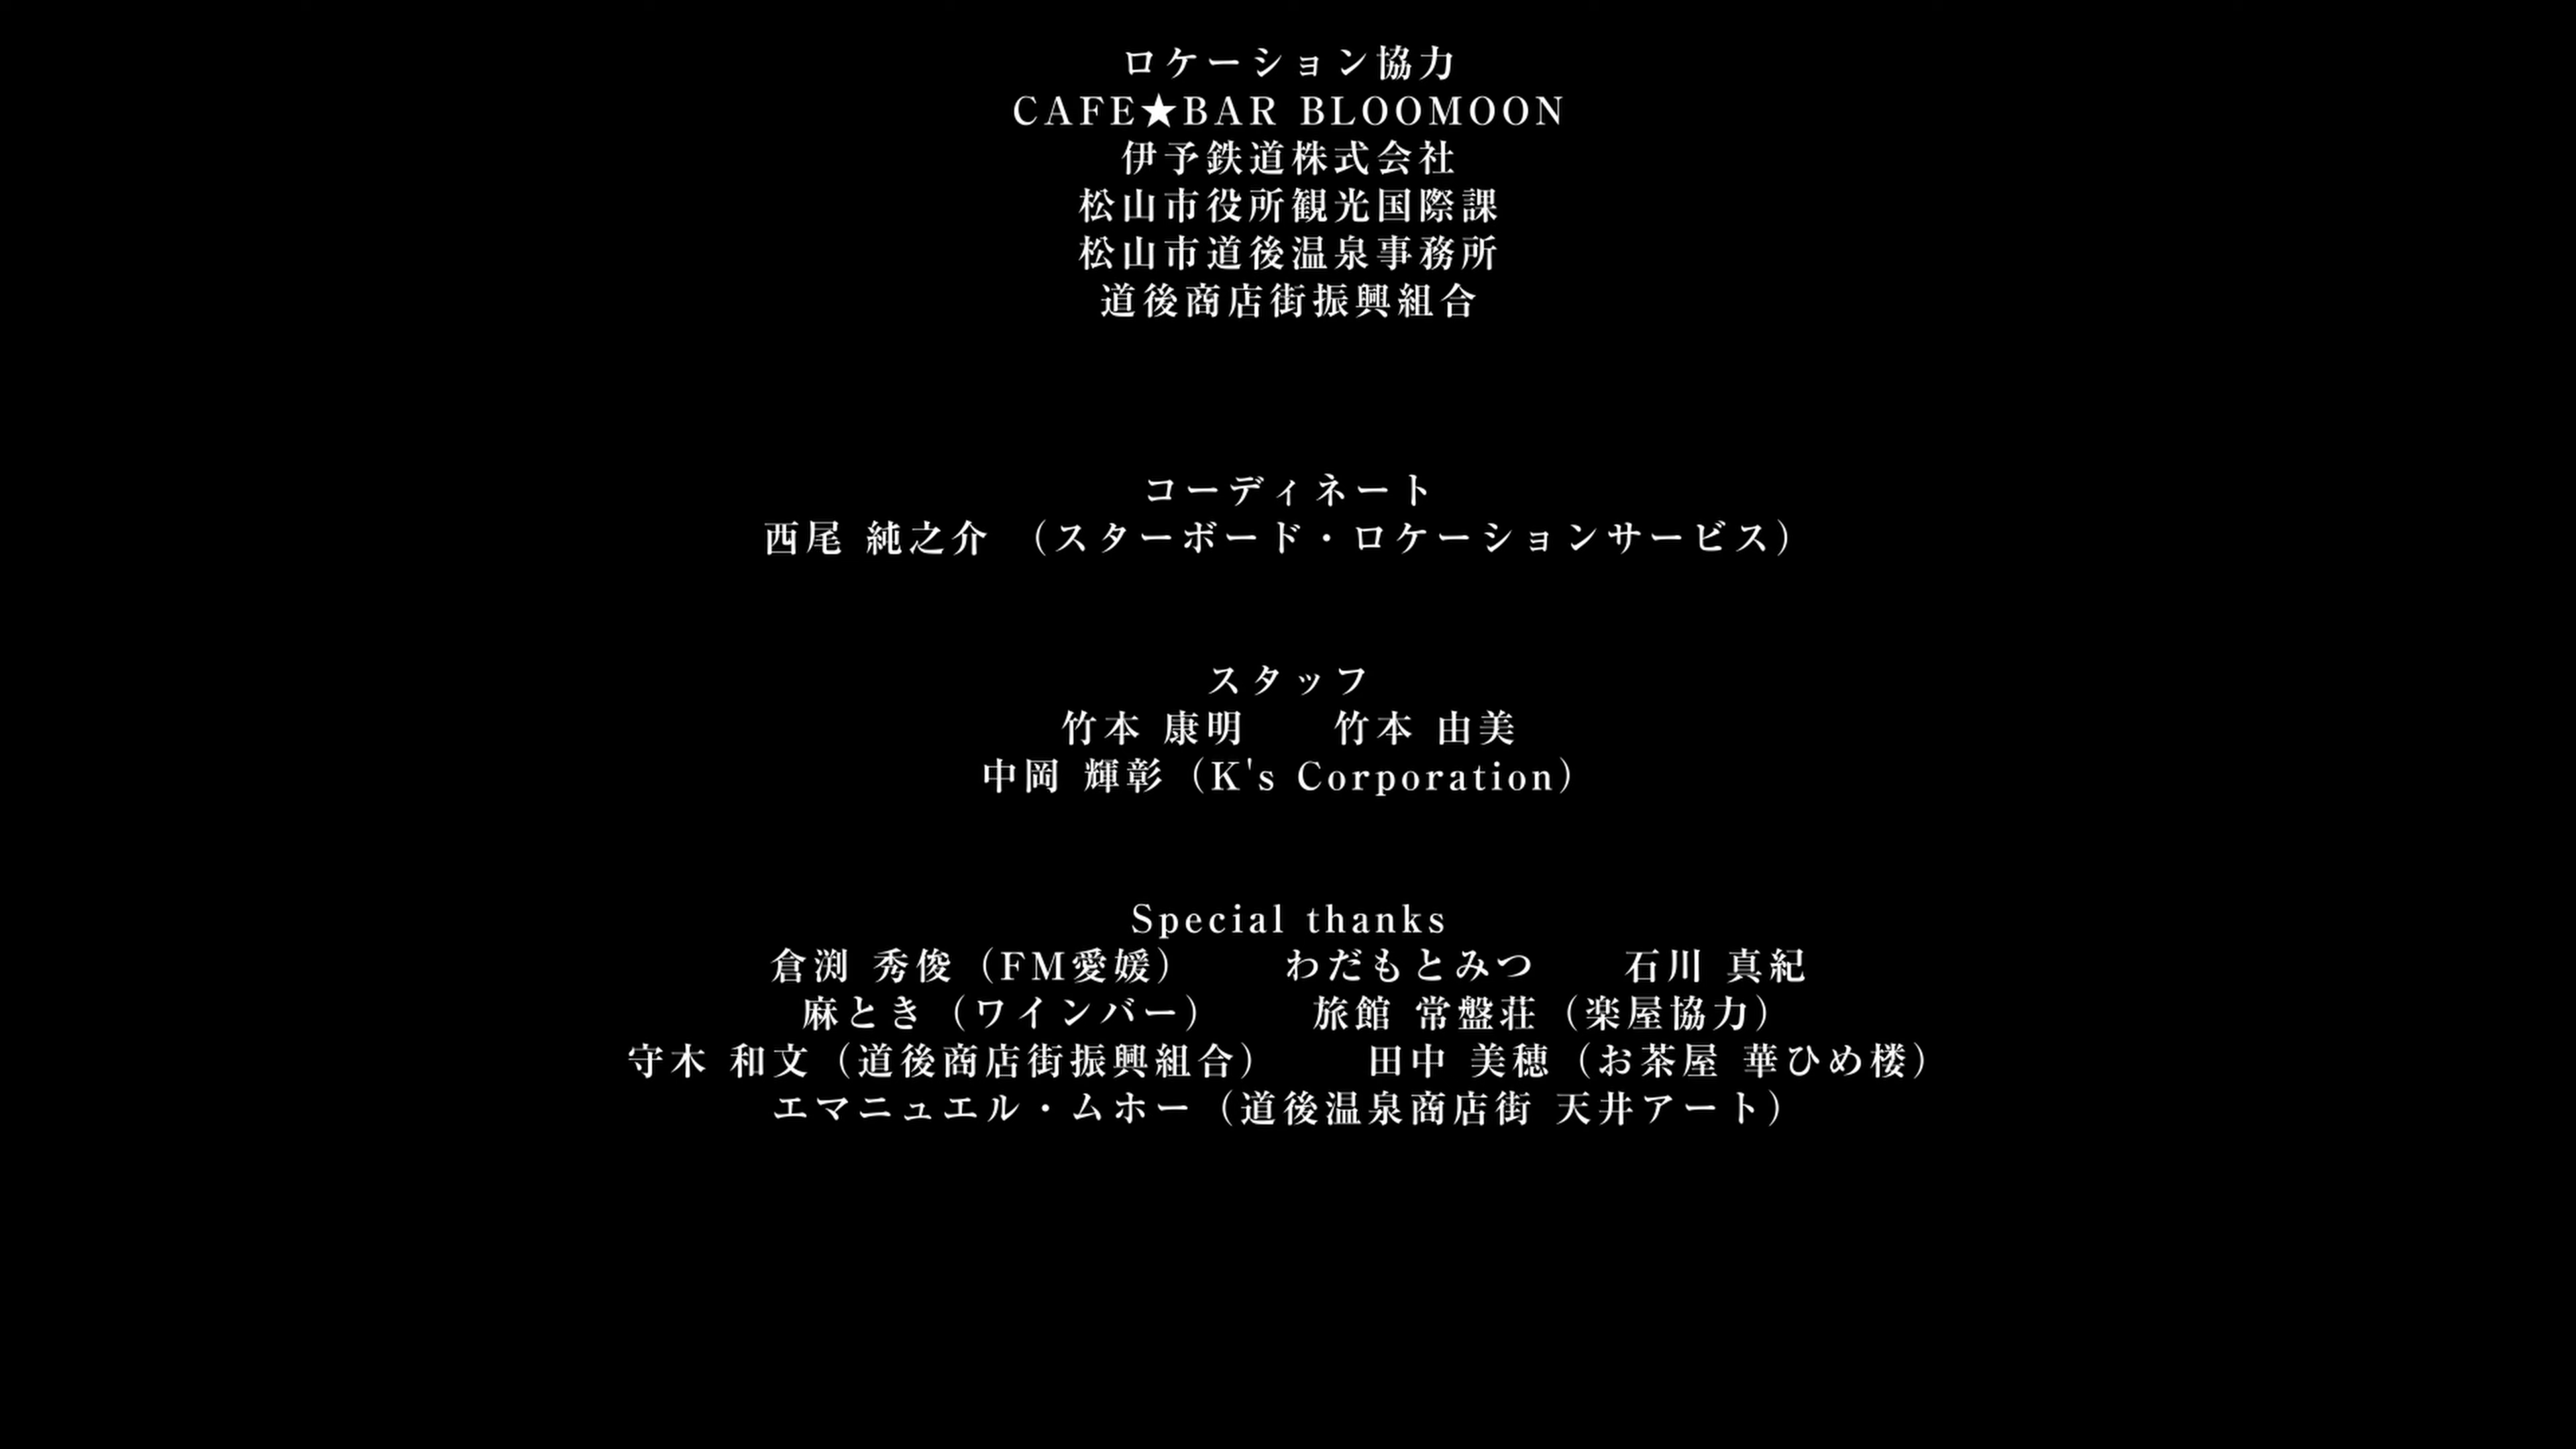 ロケーション協力
CAFE★BAR BLOOMOON
伊予鉄道株式会社
松山市役所観光国際課
松山市道後温泉事務所
道後商店街振興組合
コーディネート
西尾 純之介 （スターボード・ロケーションサービス）
スタッフ
竹本 康明　　竹本 由美
中岡 輝彰（K's Corporation）
Special thanks
倉渕 秀俊（FM愛媛）　　わだもとみつ　　石川 真紀
麻とき（ワインバー）　　旅館 常盤荘（楽屋協力）
守木 和文（道後商店街振興組合）　　田中 美穂（お茶屋 華ひめ楼）
エマニュエル・ムホー（道後温泉商店街 天井アート）